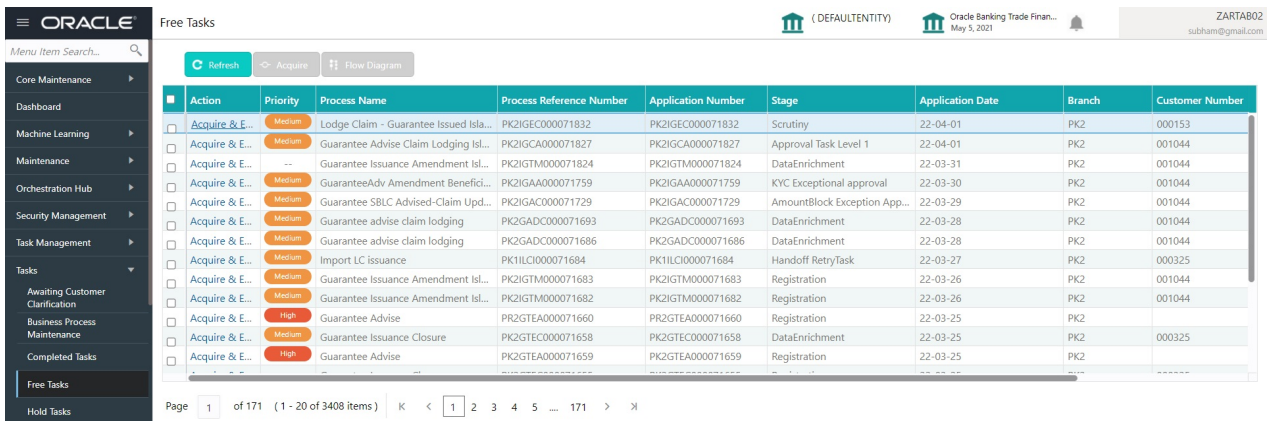 ORACLE
Free Tasks
( DEFAULTENTITY)
Oracle Banking Trade Finan...
May 5, 2021
ZARTAB02
subham@gmail.com
Menu Item Search...
Core Maintenance
Dashboard
Machine Learning
Maintenance
Orchestration Hub
Security Management
Task Management
Tasks
Awaiting Customer
Clarification
Business Process
Maintenance
Completed Tasks
Free Tasks
Hold Tasks
Refresh Acquire Flow Diagram
Action Priority Process Name Process Reference Number Application Number Stage Application Date Branch Customer Number
Acquire & E... Medium Lodge Claim - Guarantee Issued Isla... PK2IGEC000071832 PK2IGEC000071832 Scrutiny 22-04-01 PK2 000153
Acquire & E... Medium Guarantee Advise Claim Lodging Isl... PK2IGCA000071827 PK2IGCA000071827 Approval Task Level 1 22-04-01 PK2 001044
Acquire & E... -- Guarantee Issuance Amendment Isl... PK2IGTM000071824 PK2IGTM000071824 DataEnrichment 22-03-31 PK2 001044
Acquire & E... Medium GuaranteeAdv Amendment Benefici... PK2IGAA000071759 PK2IGAA000071759 KYC Exceptional approval 22-03-30 PK2 001044
Acquire & E... Medium Guarantee SBLC Advised-Claim Upd... PK2IGAC000071729 PK2IGAC000071729 AmountBlock Exception App... 22-03-29 PK2 001044
Acquire & E... Medium Guarantee advise claim lodging PK2GADC000071693 PK2GADC000071693 DataEnrichment 22-03-28 PK2 001044
Acquire & E... Medium Guarantee advise claim lodging PK2GADC000071686 PK2GADC000071686 DataEnrichment 22-03-28 PK2 001044
Acquire & E... Medium Import LC issuance PK1ILCI000071684 PK1ILCI000071684 Handoff RetryTask 22-03-27 PK2 000325
Acquire & E... Medium Guarantee Issuance Amendment Isl... PK2IGTM000071683 PK2IGTM000071683 Registration 22-03-26 PK2 001044
Acquire & E... Medium Guarantee Issuance Amendment Isl... PK2IGTM000071682 PK2IGTM000071682 Registration 22-03-26 PK2 001044
Acquire & E... High Guarantee Advise PR2GTEA000071660 PR2GTEA000071660 Registration 22-03-25 PK2
Acquire & E... Medium Guarantee Issuance Closure PK2GTEC000071658 PK2GTEC000071658 DataEnrichment 22-03-25 PK2 000325
Acquire & E... High Guarantee Advise PK2GTEA000071659 PK2GTEA000071659 Registration 22-03-25 PK2
Page 1 of 171 (1 - 20 of 3408 items) 1 2 3 4 5 .... 171